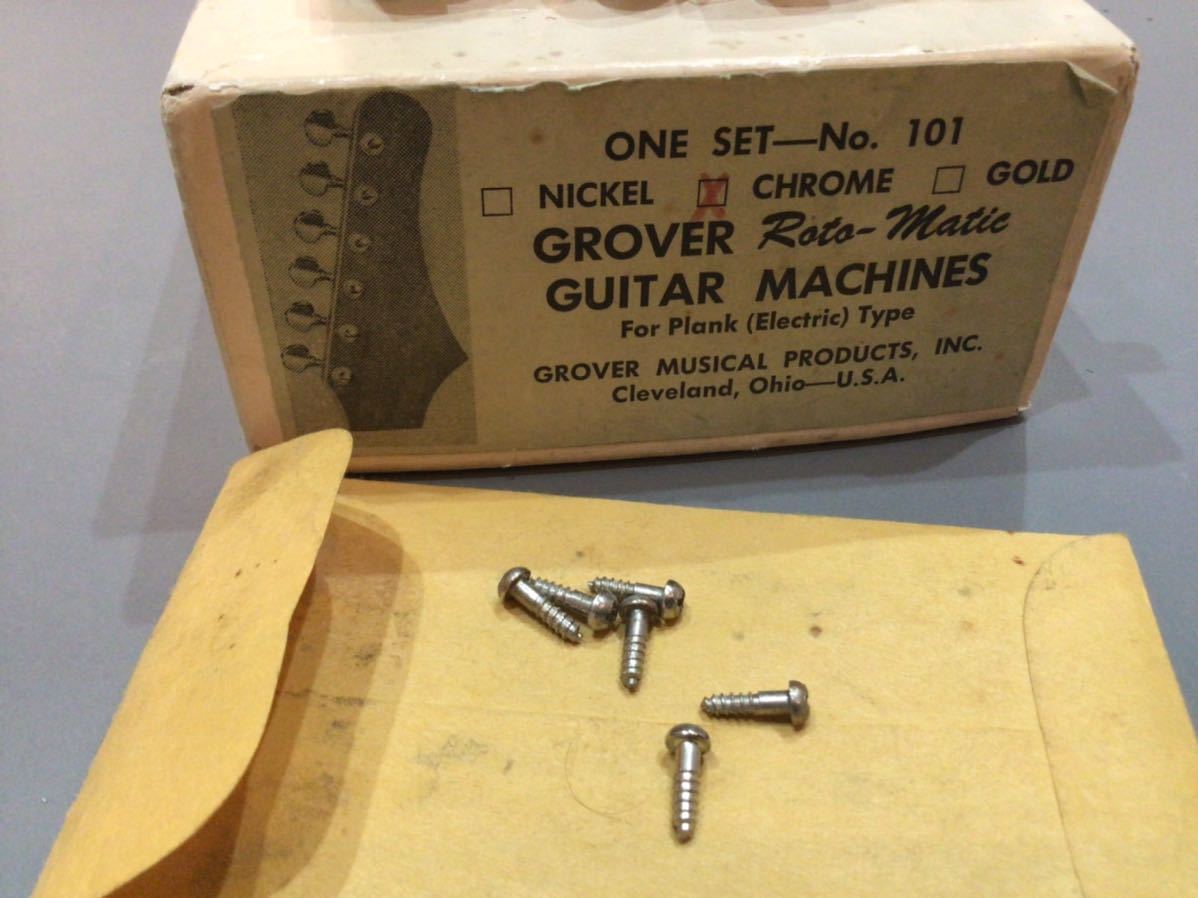 ONE SET—No. 101
☐ NICKEL ☒ CHROME ☐ GOLD
GROVER Roto-Matic
GUITAR MACHINES
For Plank (Electric) Type
GROVER MUSICAL PRODUCTS, INC.
Cleveland, Ohio—U.S.A.